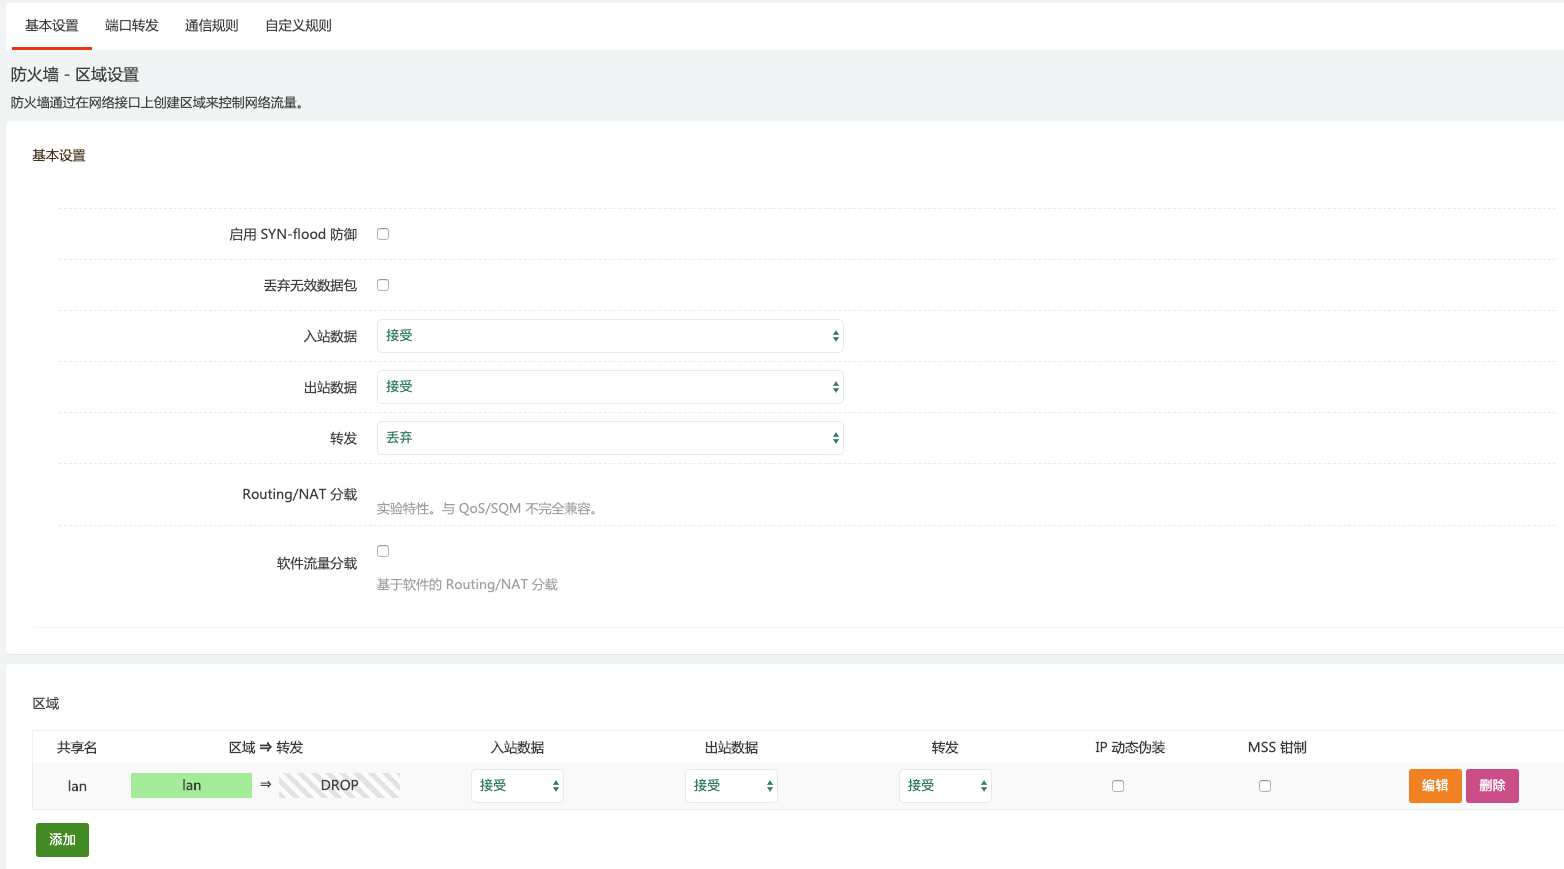 基本设置 端口转发 通信规则 自定义规则
防火墙 - 区域设置
防火墙通过在网络接口上创建区域来控制网络流量。
基本设置
启用 SYN-flood 防御
丢弃无效数据包
入站数据 接受
出站数据 接受
转发 丢弃
Routing/NAT 分载
实验特性。与 QoS/SQM 不完全兼容。
软件流量分载
基于软件的 Routing/NAT 分载
区域
共享名 区域 ⇒ 转发 入站数据 出站数据 转发 IP 动态伪装 MSS 钳制
lan lan ⇒ DROP 接受 接受 接受 编辑 删除
添加